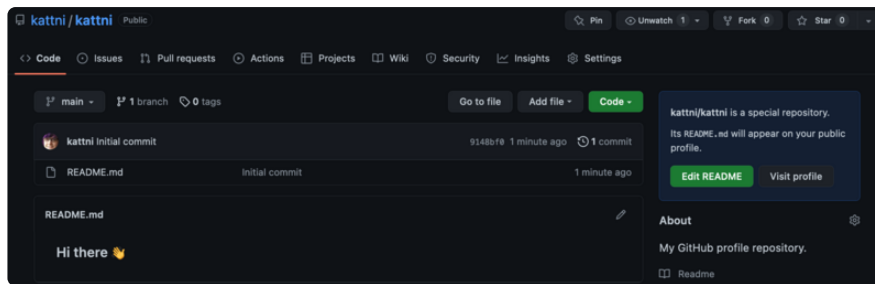 kattni / kattni Public Pin Unwatch 1 Fork 0 Star 0
Code Issues Pull requests Actions Projects Wiki Security Insights Settings
main 1 branch 0 tags Go to file Add file Code
kattni Initial commit 9148bf0 1 minute ago 1 commit
README.md Initial commit 1 minute ago
README.md
Hi there 👋
kattni/kattni is a special repository.
Its README.md will appear on your public
profile.
Edit README Visit profile
About
My GitHub profile repository.
Readme